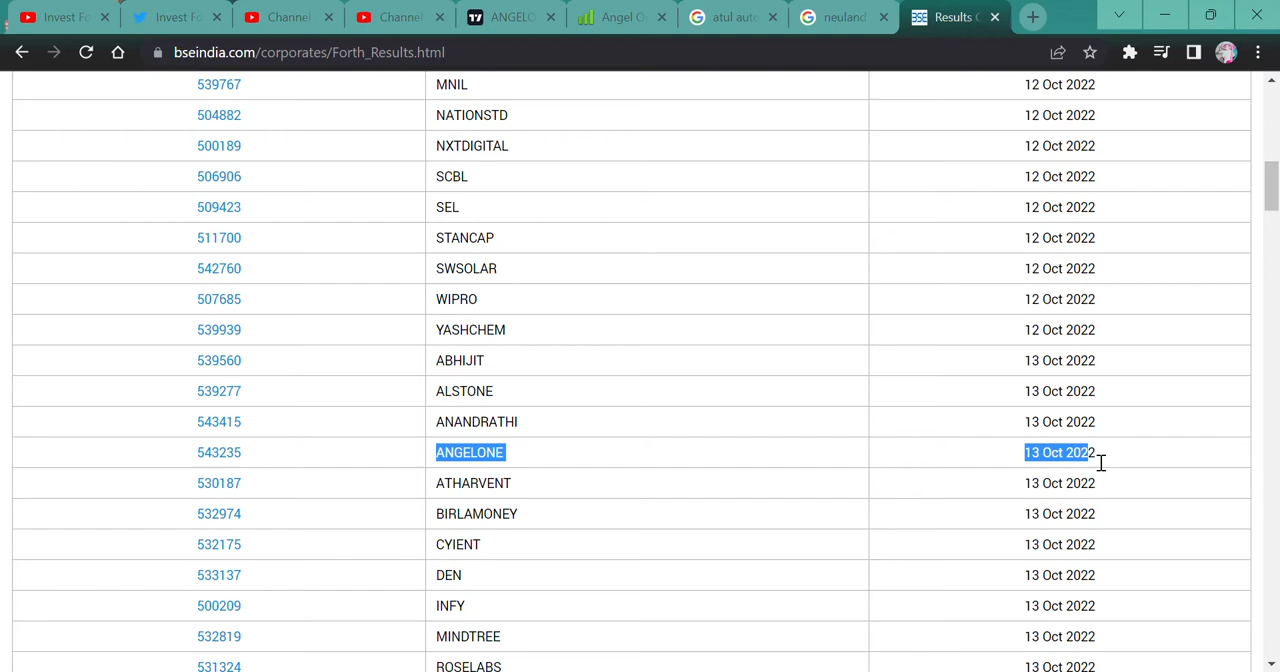 Invest Fo
Invest Fo
Channel
Channel
ANGELO
Angel O
atul aut
neuland
Results C
bseindia.com/corporates/Forth_Results.html
539767 MNIL 12 Oct 2022
504882 NATIONSTD 12 Oct 2022
500189 NXTDIGITAL 12 Oct 2022
506906 SCBL 12 Oct 2022
509423 SEL 12 Oct 2022
511700 STANCAP 12 Oct 2022
542760 SWSOLAR 12 Oct 2022
507685 WIPRO 12 Oct 2022
539939 YASHCHEM 12 Oct 2022
539560 ABHIJIT 13 Oct 2022
539277 ALSTONE 13 Oct 2022
543415 ANANDRATHI 13 Oct 2022
543235 ANGELONE 13 Oct 2022
530187 ATHARVENT 13 Oct 2022
532974 BIRLAMONEY 13 Oct 2022
532175 CYIENT 13 Oct 2022
533137 DEN 13 Oct 2022
500209 INFY 13 Oct 2022
532819 MINDTREE 13 Oct 2022
531324 ROSELABS 13 Oct 2022